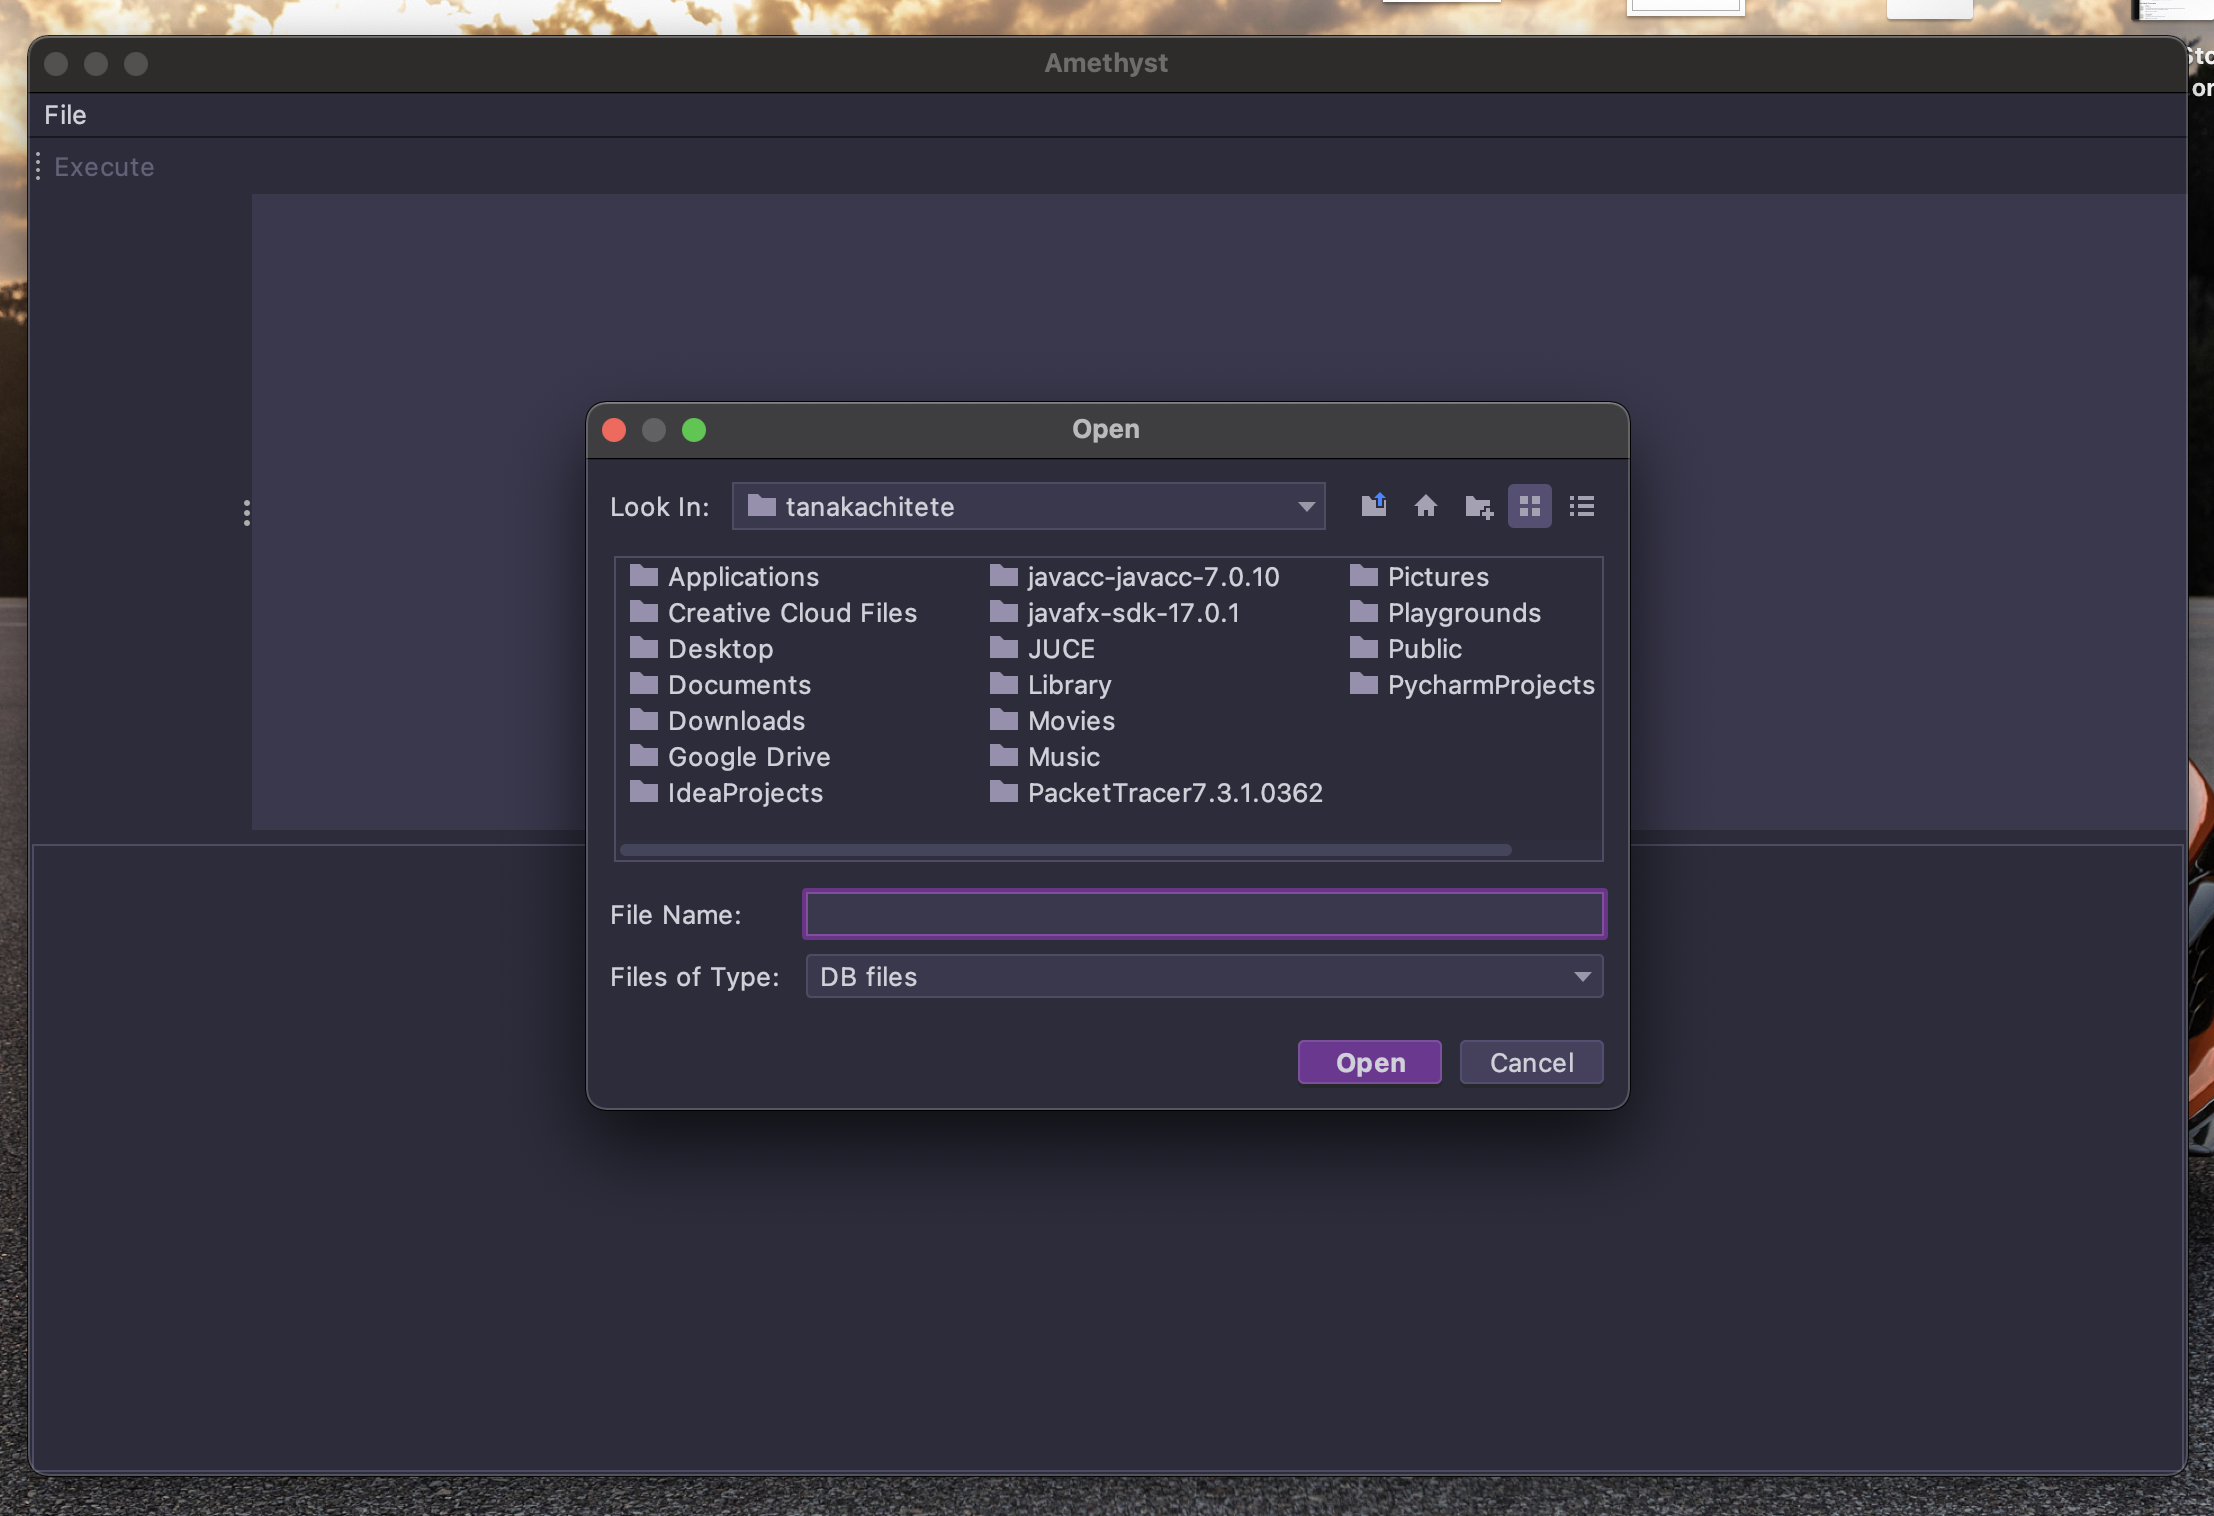 Amethyst
File
Execute
Open
Look In: tanakachitete
Applications
Creative Cloud Files
Desktop
Documents
Downloads
Google Drive
IdeaProjects
javacc-javacc-7.0.10
javafx-sdk-17.0.1
JUCE
Library
Movies
Music
PacketTracer7.3.1.0362
Pictures
Playgrounds
Public
PycharmProjects
File Name:
Files of Type: DB files
Open Cancel